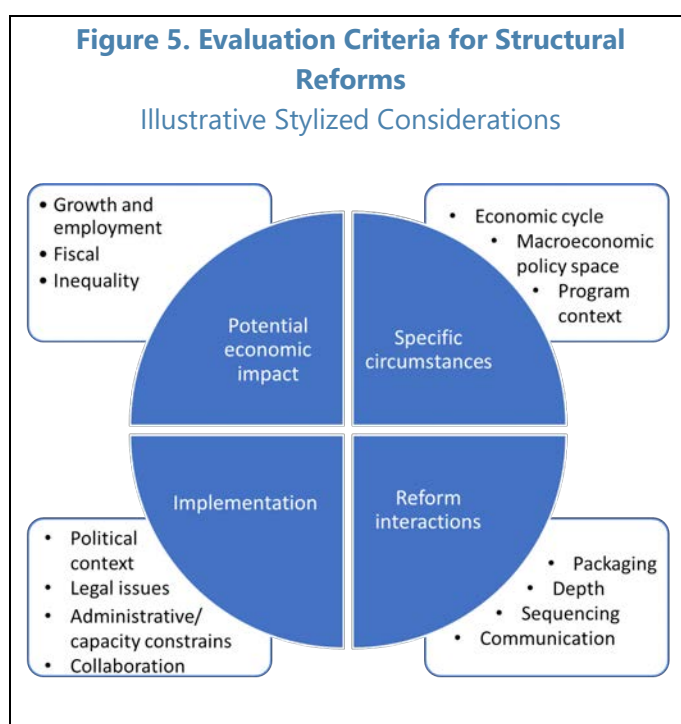 Figure 5. Evaluation Criteria for Structural
Reforms
Illustrative Stylized Considerations
• Growth and
employment
• Fiscal
• Inequality
• Economic cycle
• Macroeconomic
policy space
• Program
context
Potential
economic
impact
Specific
circumstances
Implementation
Reform
interactions
• Political
context
• Legal issues
• Administrative/
capacity constrains
• Collaboration
• Packaging
• Depth
• Sequencing
• Communication